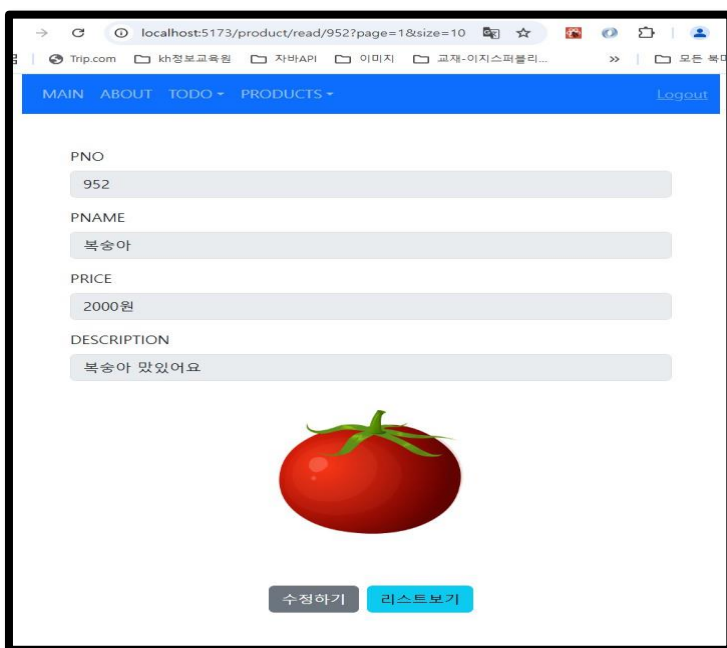 localhost:5173/product/read/952?page=1&size=10
Trip.com kh정보교육원 자바API 이미지 교재-이지스퍼블리... » 모든 북마
MAIN ABOUT TODO PRODUCTS Logout
PNO
952
PNAME
복숭아
PRICE
2000원
DESCRIPTION
복숭아 맛있어요
수정하기 리스트보기